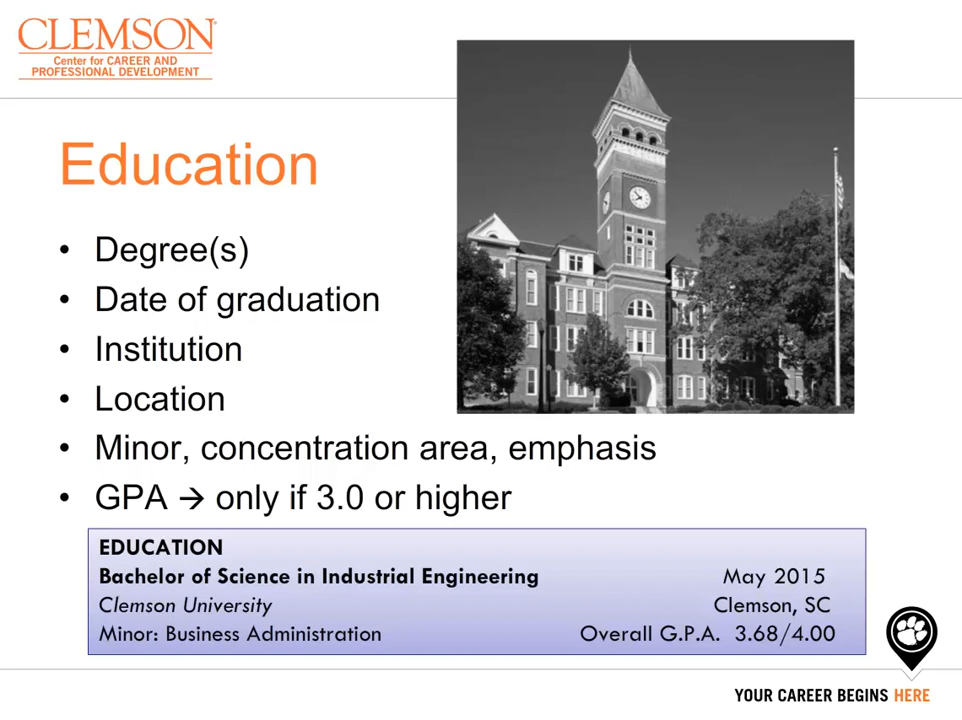 CLEMSON®
Center for CAREER AND
PROFESSIONAL DEVELOPMENT
Education
• Degree(s)
• Date of graduation
• Institution
• Location
• Minor, concentration area, emphasis
• GPA → only if 3.0 or higher
EDUCATION
Bachelor of Science in Industrial Engineering May 2015
Clemson University Clemson, SC
Minor: Business Administration Overall G.P.A. 3.68/4.00
YOUR CAREER BEGINS HERE